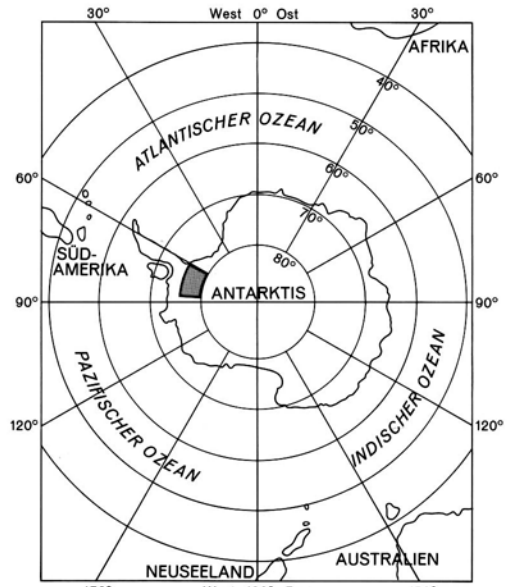 30° West 0° Ost 30°
AFRIKA
40°
ATLANTISCHER OZEAN
50°
60° 60° 60°
70°
SÜD-
AMERIKA
80°
90° ANTARKTIS 90°
PAZIFISCHER OZEAN
INDISCHER OZEAN
120° 120°
AUSTRALIEN
NEUSEELAND